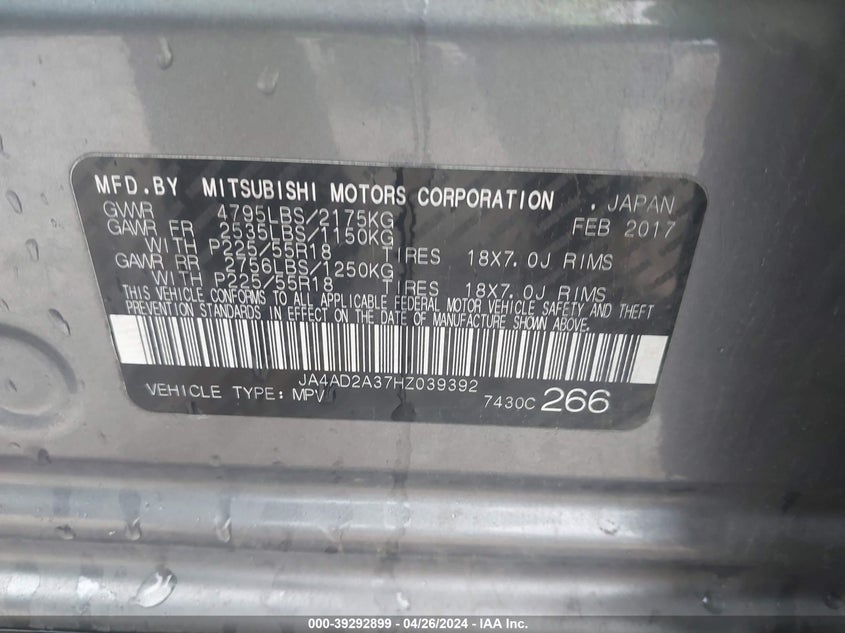 MFD.BY MITSUBISHI MOTORS CORPORATION . JAPAN
GVWR 4795LBS/2175KG FEB 2017
GAWR FR 2535LBS/1150KG
WITH P225/55R18 TIRES 18X7.0J RIMS
GAWR RR 2756LBS/1250KG
WITH P225/55R18 TIRES 18X7.0J RIMS
THIS VEHICLE CONFORMS TO ALL APPLICABLE FEDERAL MOTOR VEHICLE SAFETY AND THEFT
PREVENTION STANDARDS IN EFFECT ON THE DATE OF MANUFACTURE SHOWN ABOVE.
JA4AD2A37HZ039392
VEHICLE TYPE: MPV 7430C 266
000-39292899 - 04/26/2024 - IAA Inc.